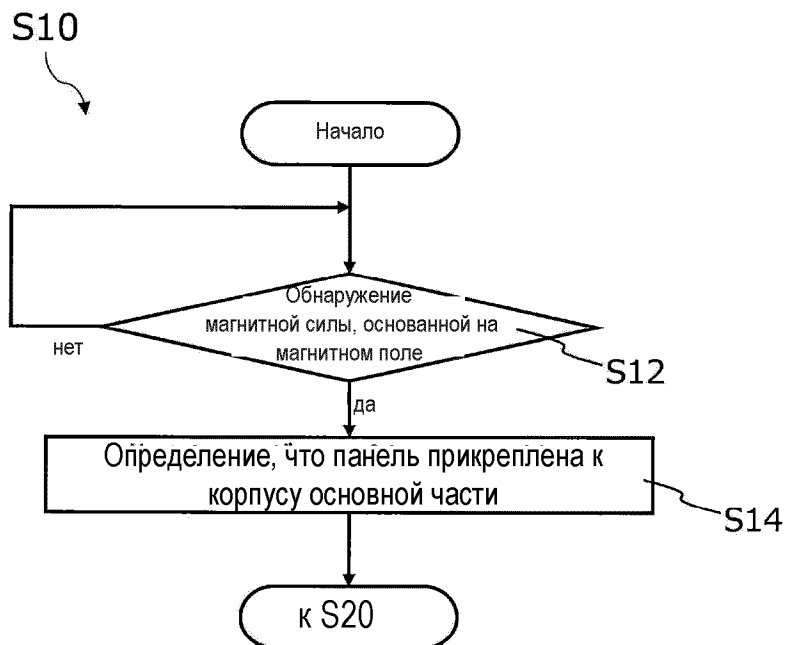 S10
Начало
Обнаружение
магнитной силы, основанной на
магнитном поле
нет
S12
да
Определение, что панель прикреплена к
корпусу основной части
S14
к S20